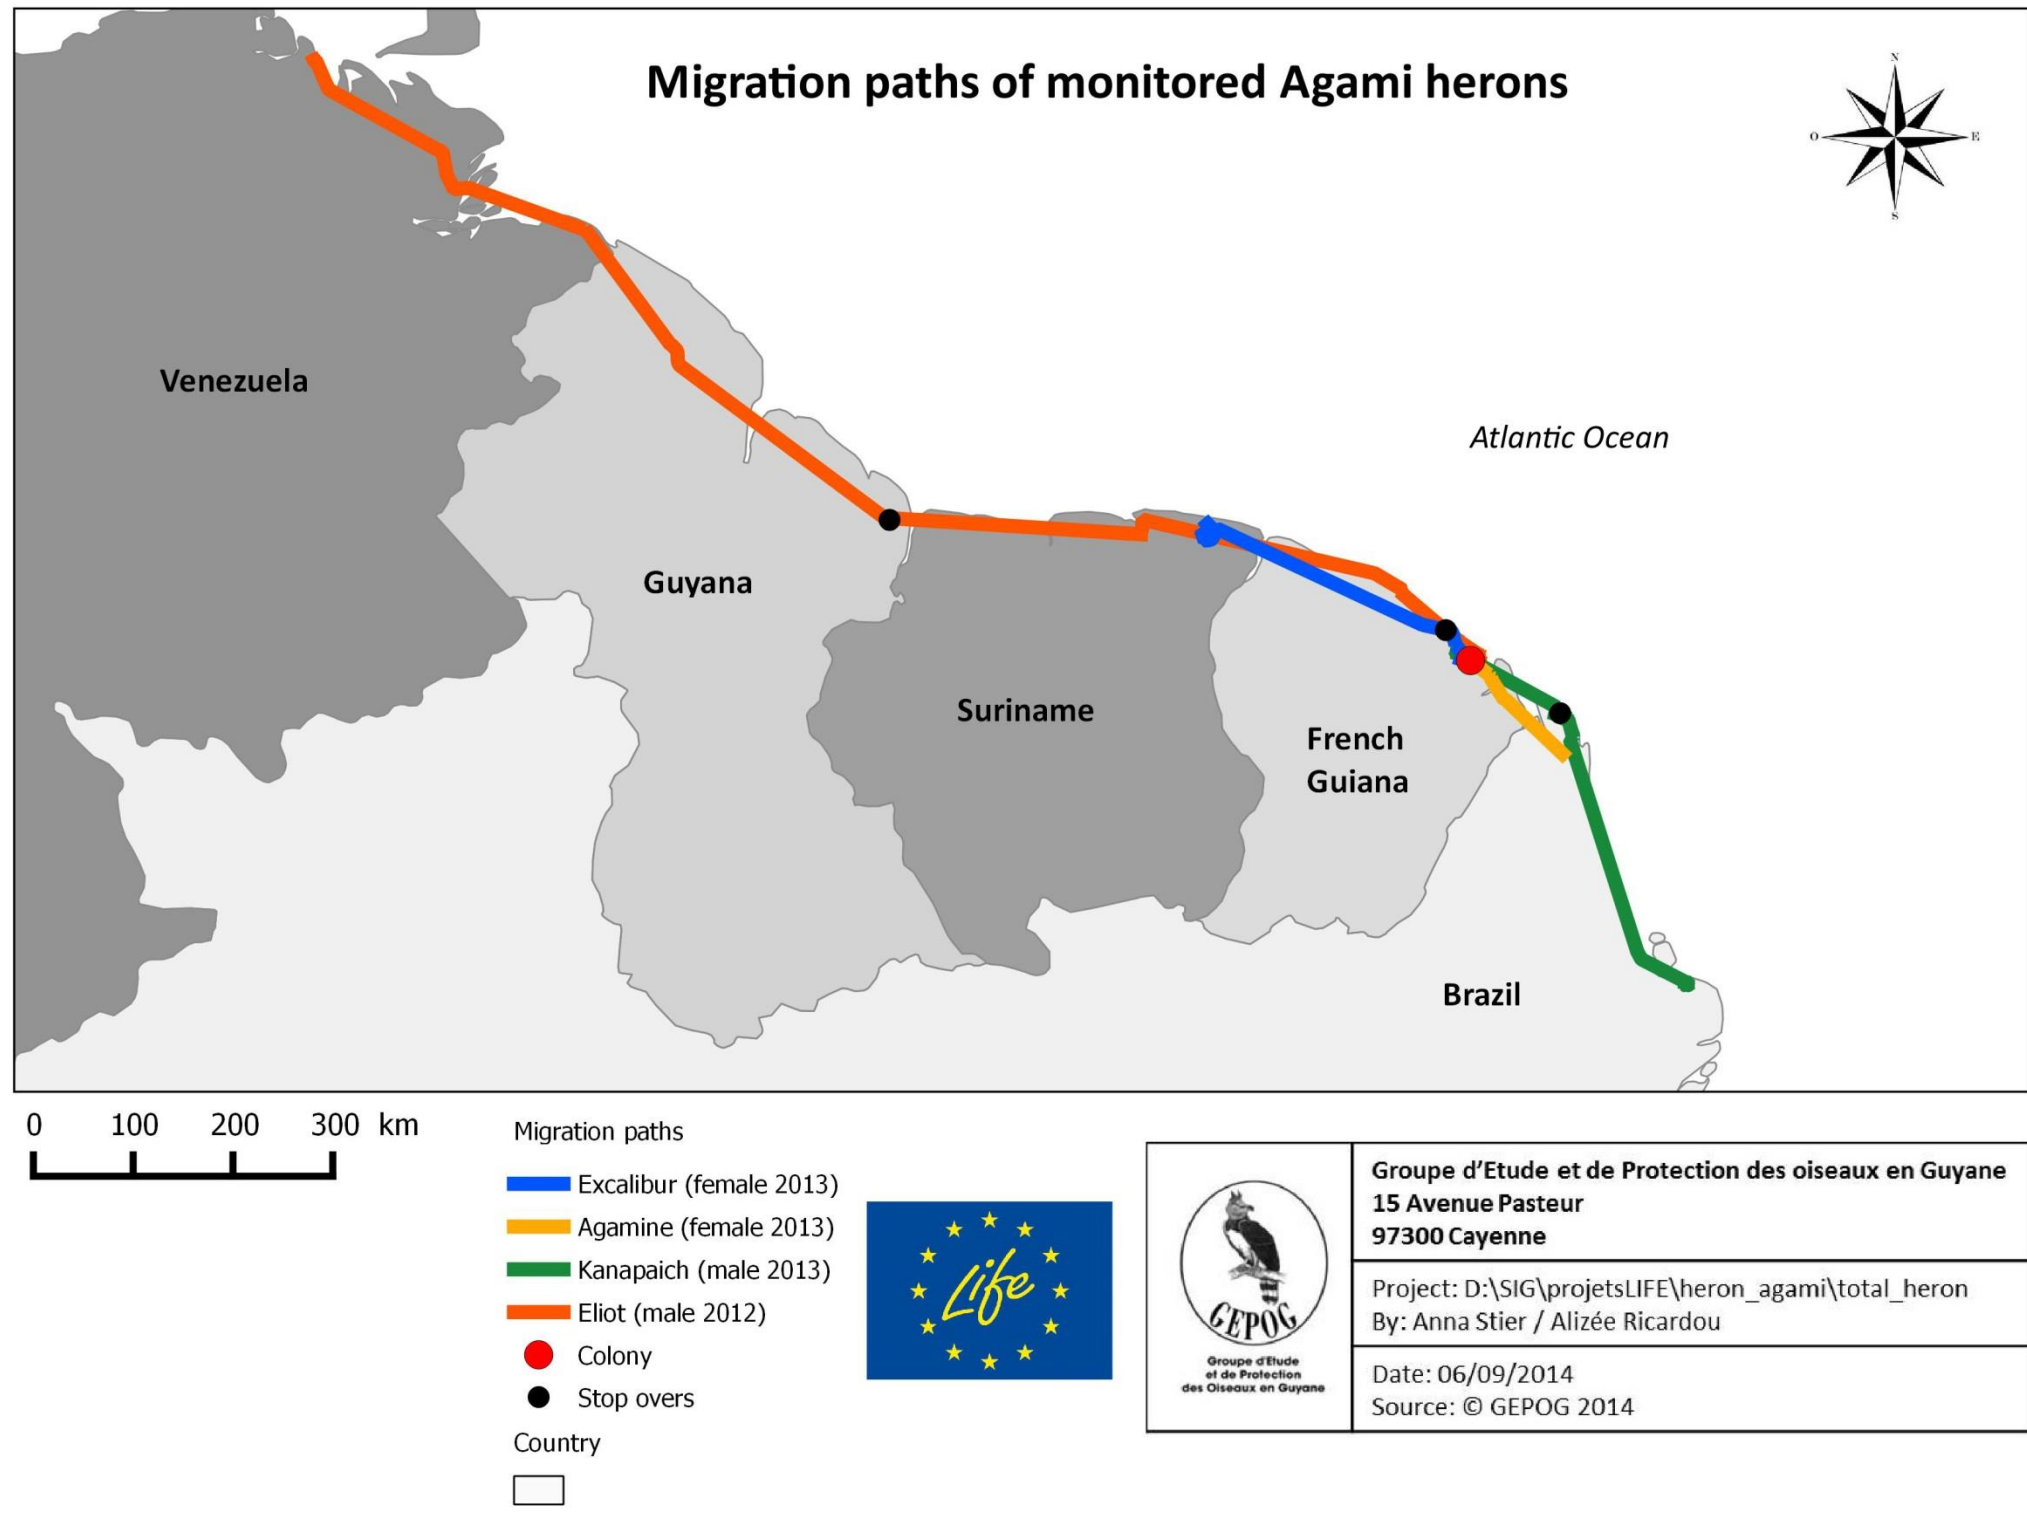 Migration paths of monitored Agami herons
N
O
E
S
Venezuela
Atlantic Ocean
Guyana
Suriname
French
Guiana
Brazil
0 100 200 300 km
Migration paths
Excalibur (female 2013)
Agamine (female 2013)
Kanapaich (male 2013)
Eliot (male 2012)
Colony
Stop overs
Country
Life
GEPOG
Groupe d'Etude
et de Protection
des Oiseaux en Guyane
Groupe d'Etude et de Protection des oiseaux en Guyane
15 Avenue Pasteur
97300 Cayenne
Project: D:\SIG\projetsLIFE\heron_agami\total_heron
By: Anna Stier / Alizée Ricardou
Date: 06/09/2014
Source: © GEPOG 2014